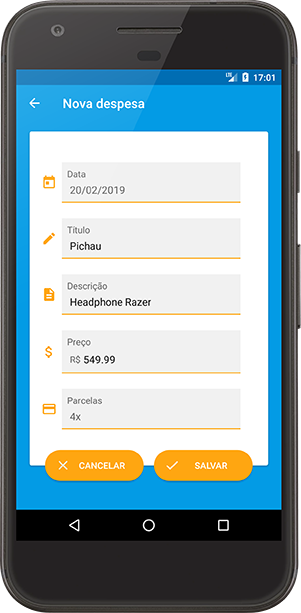 LTE 17:01
Nova despesa
Data
20/02/2019
Título
Pichau
Descrição
Headphone Razer
Preço
$ R$ 549.99
Parcelas
4x
CANCELAR SALVAR